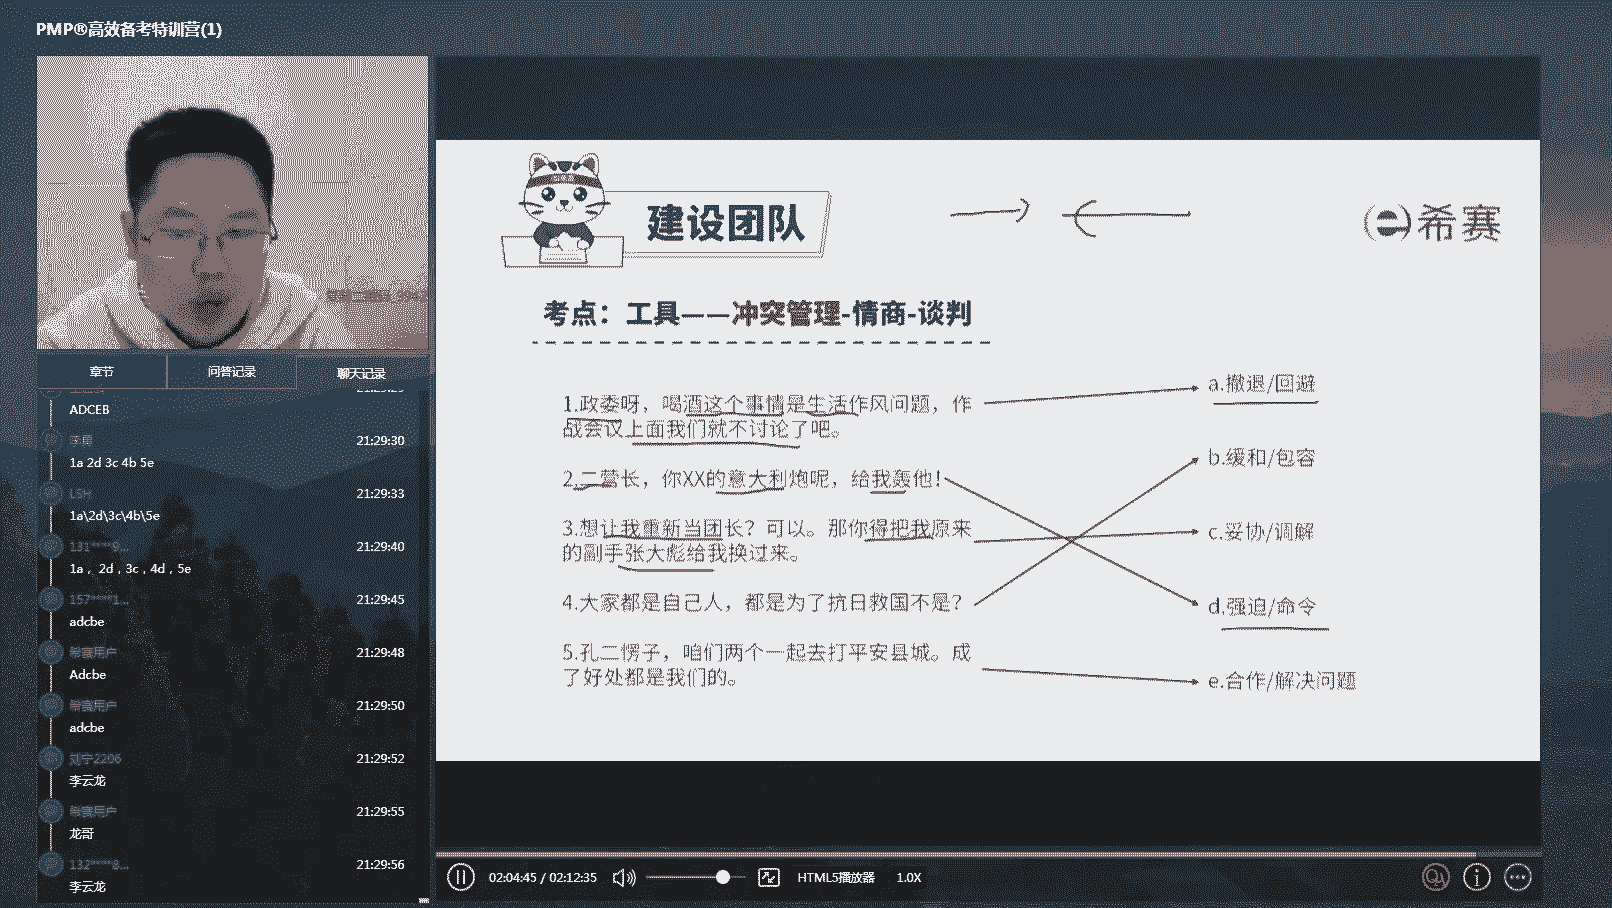 PMP®高效备考特训营(1)
章节
问答记录
聊天记录
ADCEB
李星
21:29:30
1a 2d 3c 4b 5e
LSH
21:29:33
1a\2d\3c\4b\5e
131****9...
21:29:40
1a，2d，3c，4d，5e
157****1...
21:29:45
adcbe
希赛用户
21:29:48
Adcbe
希赛用户
21:29:50
adcbe
刘宁2206
21:29:52
李云龙
希赛用户
21:29:55
龙哥
132****8...
21:29:56
李云龙
建设团队
希赛
考点：工具——冲突管理-情商-谈判
1.政委呀，喝酒这个事情是生活作风问题，作
战会议上面我们就不讨论了吧。
2.二营长，你XX的意大利炮呢，给我轰他！
3.想让我重新当团长？可以。那你得把我原来
的副手张大彪给我换过来。
4.大家都是自己人，都是为了抗日救国不是？
5.孔二愣子，咱们两个一起去打平安县城。成
了好处都是我们的。
a.撤退/回避
b.缓和/包容
c.妥协/调解
d.强迫/命令
e.合作/解决问题
02:04:45 / 02:12:35
HTML5播放器
1.0X